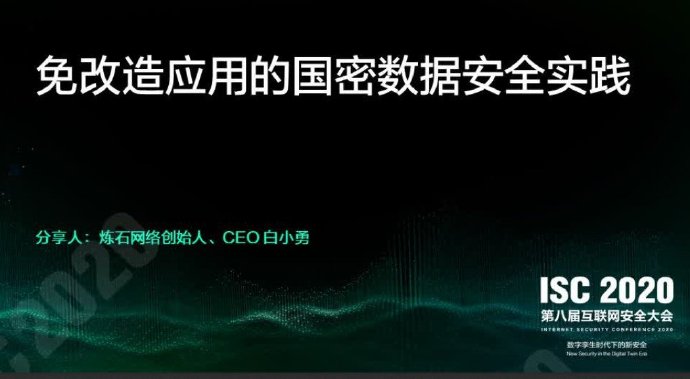 免改造应用的国密数据安全实践
分享人：炼石网络创始人、CEO 白小勇
ISC 2020
第八届互联网安全大会
INTERNET SECURITY CONFERENCE 2020
数字孪生时代下的新安全
New Security in the Digital Twin Era
C 2020